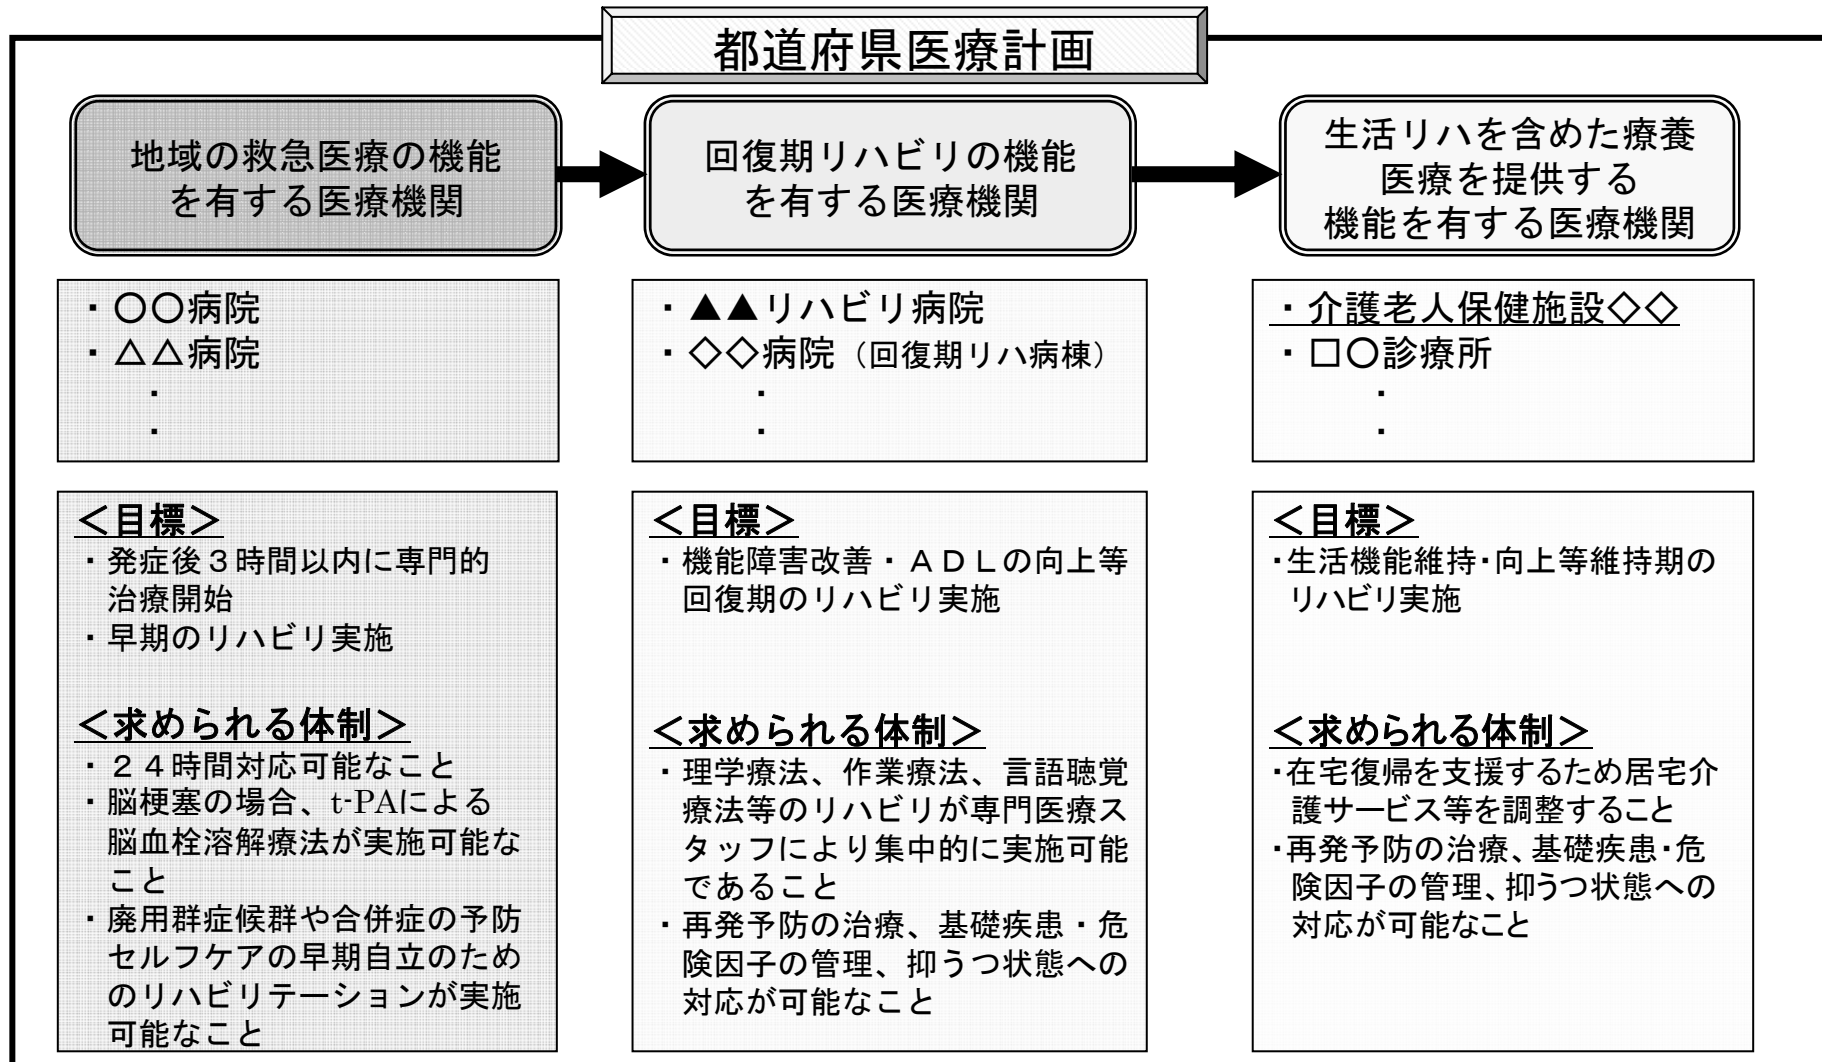 都道府県医療計画
地域の救急医療の機能
を有する医療機関
回復期リハビリの機能
を有する医療機関
生活リハを含めた療養
医療を提供する
機能を有する医療機関
・○○病院
・△△病院
・
・
・▲▲リハビリ病院
・◇◇病院（回復期リハ病棟）
・
・
・介護老人保健施設◇◇
・□○診療所
・
・
＜目標＞
・発症後３時間以内に専門的
治療開始
・早期のリハビリ実施
＜求められる体制＞
・２４時間対応可能なこと
・脳梗塞の場合、t-PAによる
脳血栓溶解療法が実施可能な
こと
・廃用群症候群や合併症の予防
セルフケアの早期自立のため
のリハビリテーションが実施
可能なこと
＜目標＞
・機能障害改善・ＡＤＬの向上等
回復期のリハビリ実施
＜求められる体制＞
・理学療法、作業療法、言語聴覚
療法等のリハビリが専門医療ス
タッフにより集中的に実施可能
であること
・再発予防の治療、基礎疾患・危
険因子の管理、抑うつ状態への
対応が可能なこと
＜目標＞
・生活機能維持・向上等維持期の
リハビリ実施
＜求められる体制＞
・在宅復帰を支援するため居宅介
護サービス等を調整すること
・再発予防の治療、基礎疾患・危
険因子の管理、抑うつ状態への
対応が可能なこと